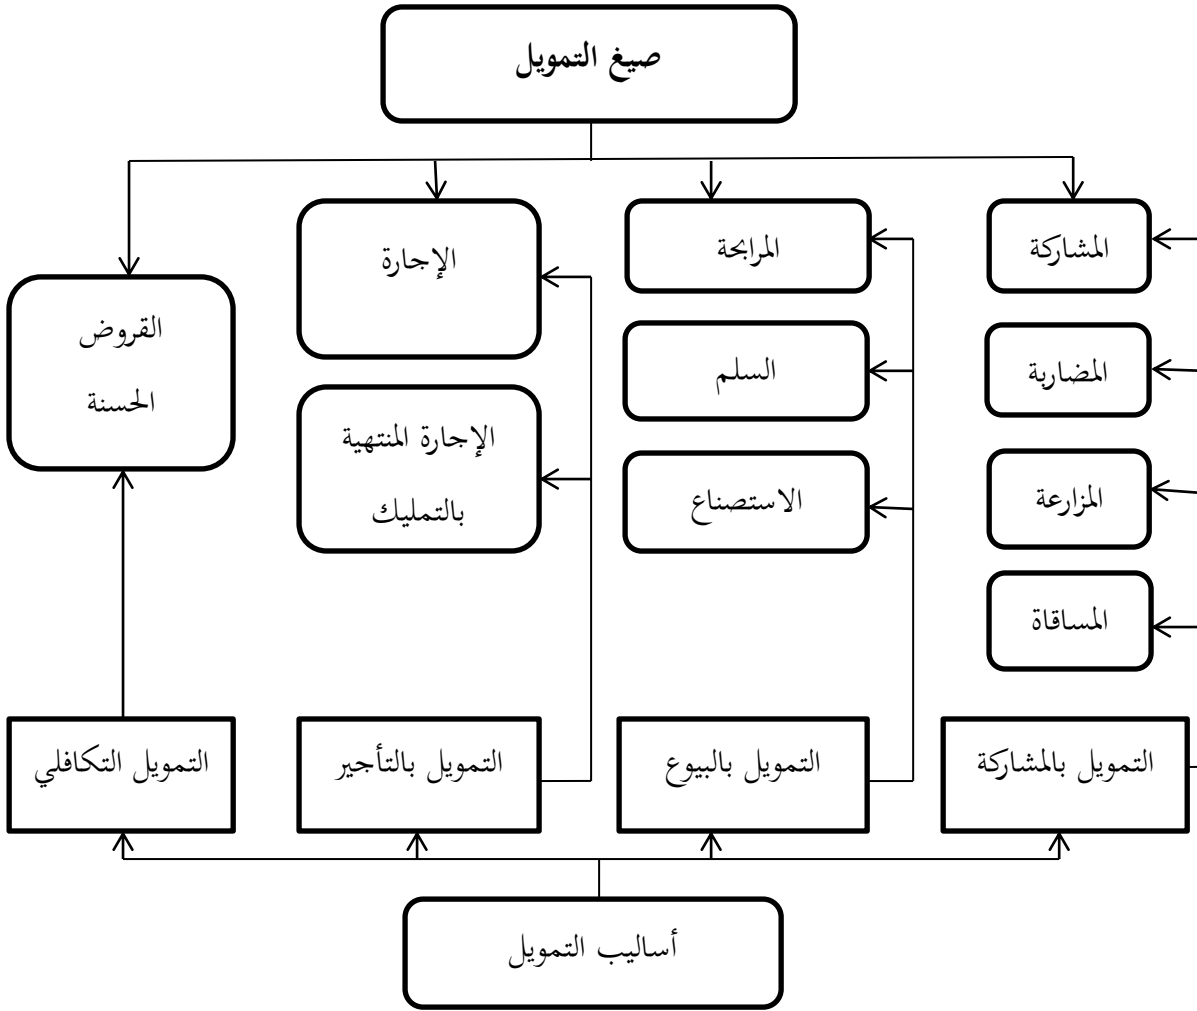 صيغ التمويل
المشاركة
المرابحة
الإجارة
القروض
الحسنة
المضاربة
السلم
الإجارة المنتهية
بالتمليك
المزارعة
الاستصناع
المساقاة
التمويل بالمشاركة
التمويل بالبيوع
التمويل بالتأجير
التمويل التكافلي
أساليب التمويل